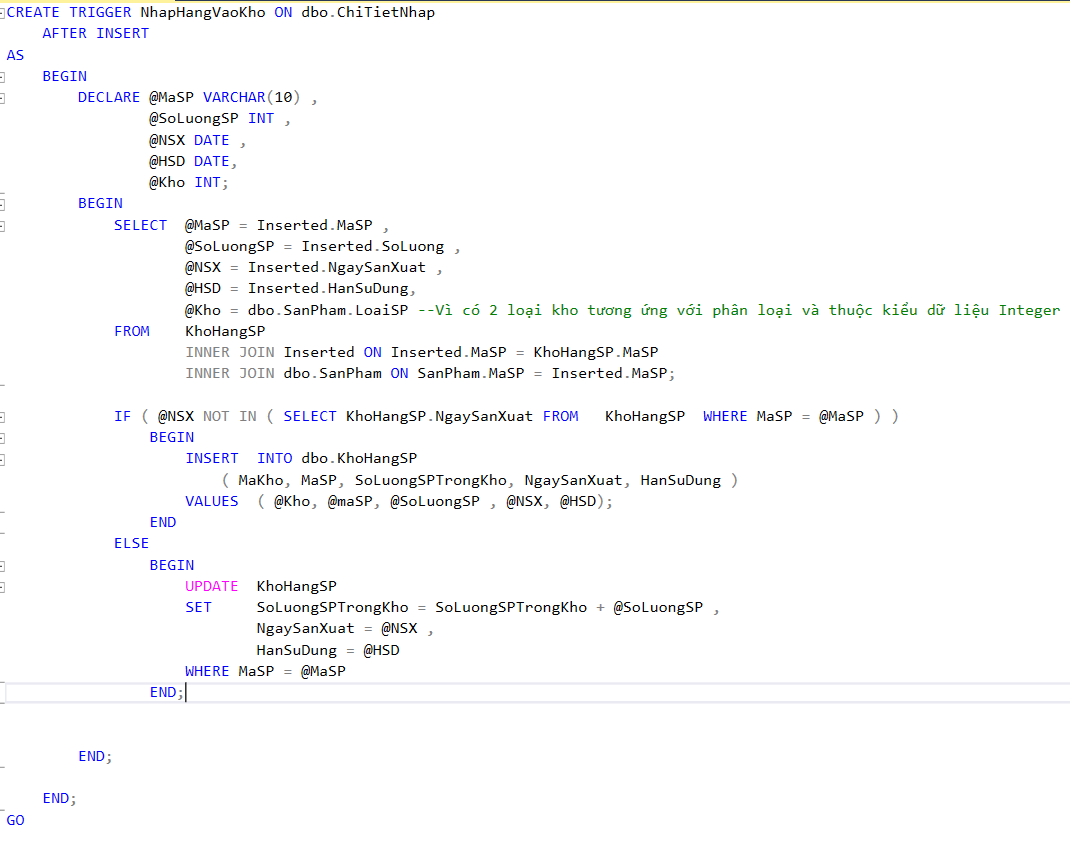 CREATE TRIGGER NhapHangVaoKho ON dbo.ChiTietNhap
    AFTER INSERT
AS
    BEGIN
        DECLARE @MaSP VARCHAR(10) ,
                @SoLuongSP INT ,
                @NSX DATE ,
                @HSD DATE,
                @Kho INT;
        BEGIN
            SELECT  @MaSP = Inserted.MaSP ,
                    @SoLuongSP = Inserted.SoLuong ,
                    @NSX = Inserted.NgaySanXuat ,
                    @HSD = Inserted.HanSuDung,
                    @Kho = dbo.SanPham.LoaiSP --Vì có 2 loại kho tương ứng với phân loại và thuộc kiểu dữ liệu Integer
            FROM    KhoHangSP
                    INNER JOIN Inserted ON Inserted.MaSP = KhoHangSP.MaSP
                    INNER JOIN dbo.SanPham ON SanPham.MaSP = Inserted.MaSP;
            IF ( @NSX NOT IN ( SELECT KhoHangSP.NgaySanXuat FROM   KhoHangSP  WHERE MaSP = @MaSP ) )
                BEGIN
                    INSERT  INTO dbo.KhoHangSP
                        ( MaKho, MaSP, SoLuongSPTrongKho, NgaySanXuat, HanSuDung )
                    VALUES  ( @Kho, @maSP, @SoLuongSP , @NSX, @HSD);
                END
            ELSE
                BEGIN
                    UPDATE  KhoHangSP
                    SET     SoLuongSPTrongKho = SoLuongSPTrongKho + @SoLuongSP ,
                            NgaySanXuat = @NSX ,
                            HanSuDung = @HSD
                    WHERE MaSP = @MaSP
                END;
        END;
    END;
GO